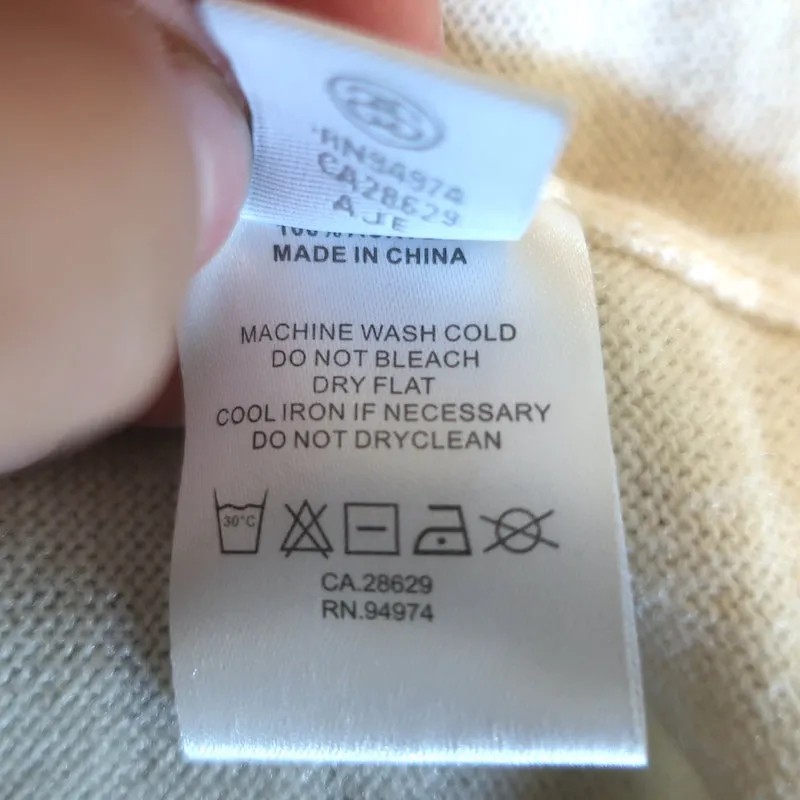 RN94974
CA28629
AJE
MADE IN CHINA
MACHINE WASH COLD
DO NOT BLEACH
DRY FLAT
COOL IRON IF NECESSARY
DO NOT DRYCLEAN
30°C
CA.28629
RN.94974